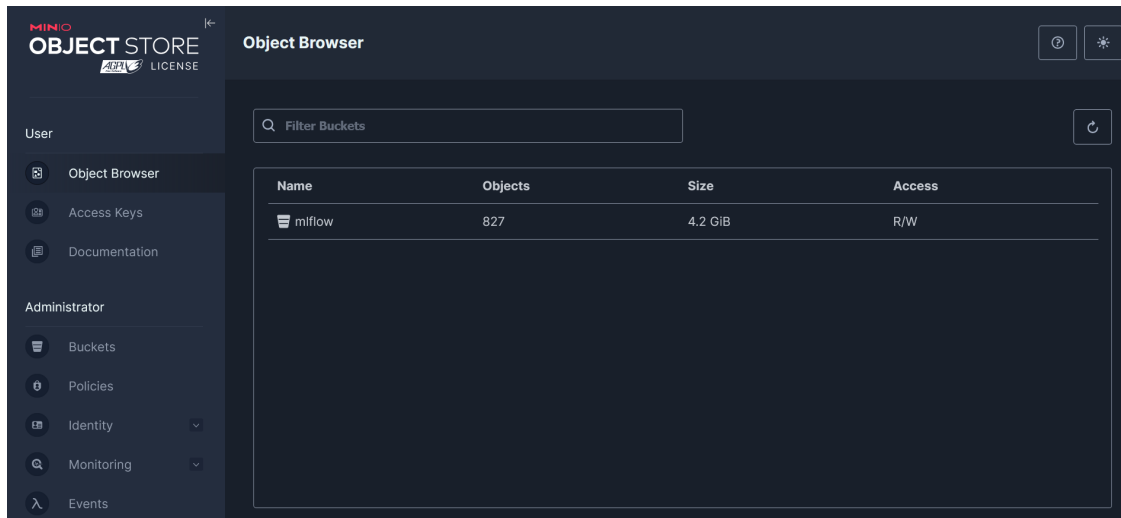 MINIO
OBJECT STORE
AGPLv3 LICENSE
User
Object Browser
Access Keys
Documentation
Administrator
Buckets
Policies
Identity
Monitoring
Events
Object Browser
Filter Buckets
Name Objects Size Access
mlflow 827 4.2 GiB R/W